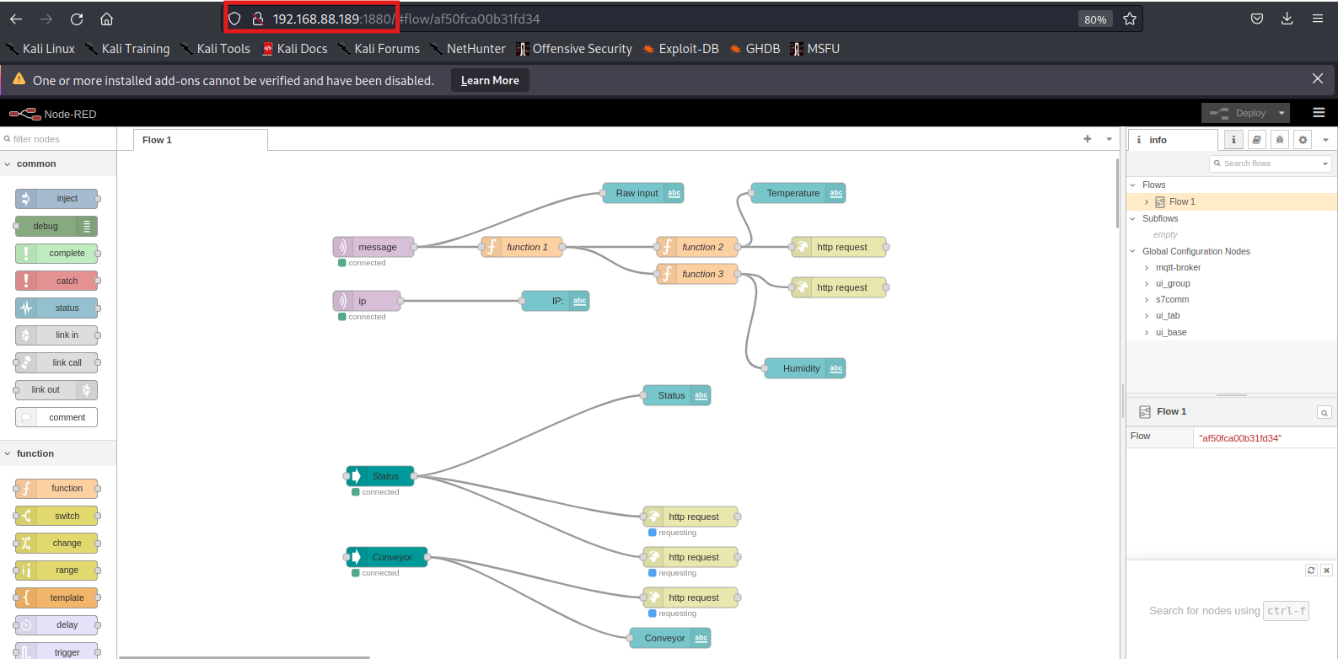 192.168.88.189:1880/#flow/af50fca00b31fd34
80%
Kali Linux Kali Training Kali Tools Kali Docs Kali Forums NetHunter Offensive Security Exploit-DB GHDB MSFU
One or more installed add-ons cannot be verified and have been disabled. Learn More
Node-RED
Deploy
filter nodes
Flow 1
info
i
Search flows
common
inject
debug
complete
catch
status
link in
link call
link out
comment
function
function
switch
change
range
template
delay
trigger
Raw input abc
Temperature abc
message
connected
function 1
function 2
http request
function 3
http request
ip
connected
IP: abc
Humidity abc
Status abc
Status
connected
http request
requesting
Conveyor
connected
http request
requesting
http request
requesting
Conveyor abc
Flows
Flow 1
Subflows
empty
Global Configuration Nodes
mqtt-broker
ui_group
s7comm
ui_tab
ui_base
Flow 1
Flow "af50fca00b31fd34"
Search for nodes using ctrl-f